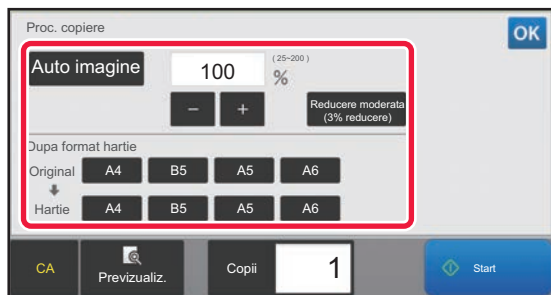 Proc. copiere
OK
Auto imagine
100
(25~200)
%
– +
Reducere moderata
(3% reducere)
Dupa format hartie
Original A4 B5 A5 A6
Hartie A4 B5 A5 A6
CA Previzualiz. Copii 1 Start